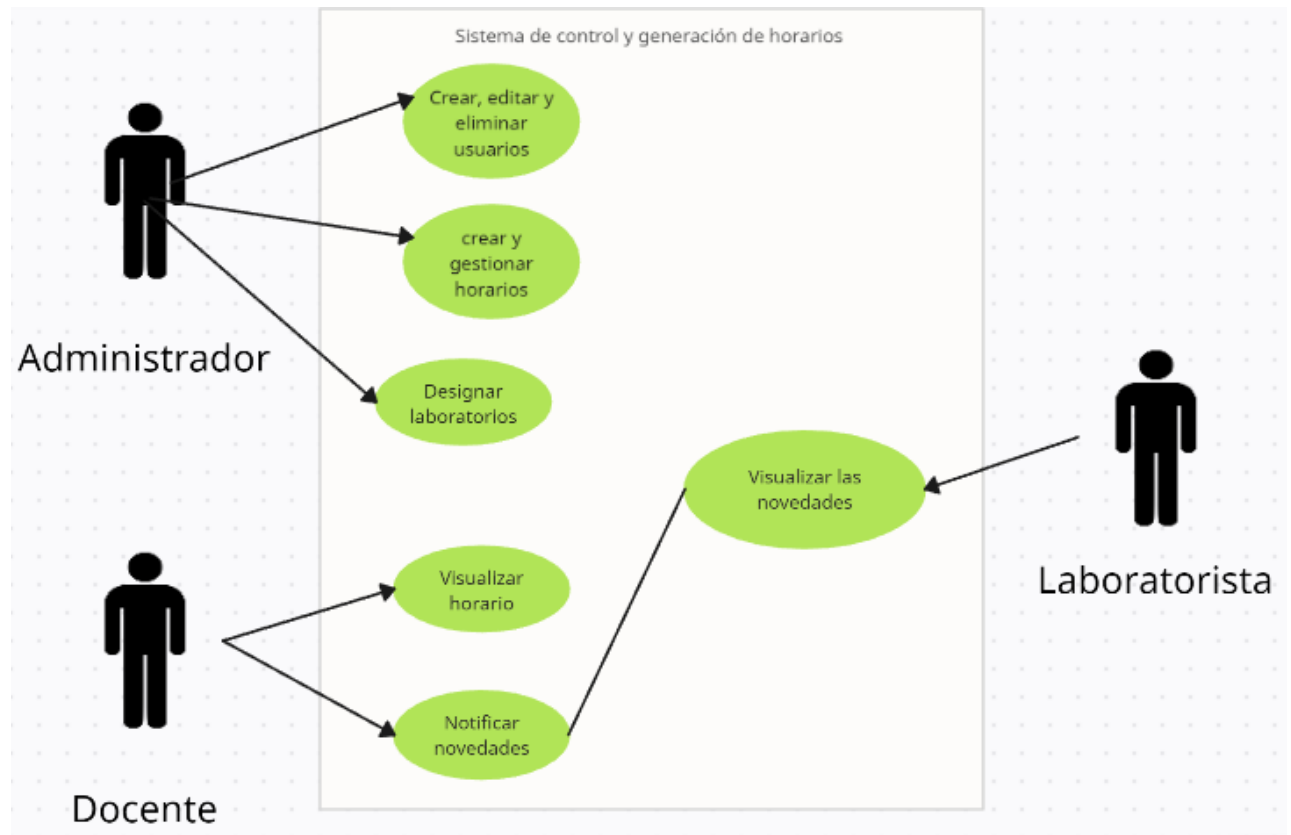 Sistema de control y generación de horarios
Crear, editar y
eliminar
usuarios
crear y
gestionar
horarios
Administrador
Designar
laboratorios
Visualizar las
novedades
Laboratorista
Visualizar
horario
Notificar
novedades
Docente